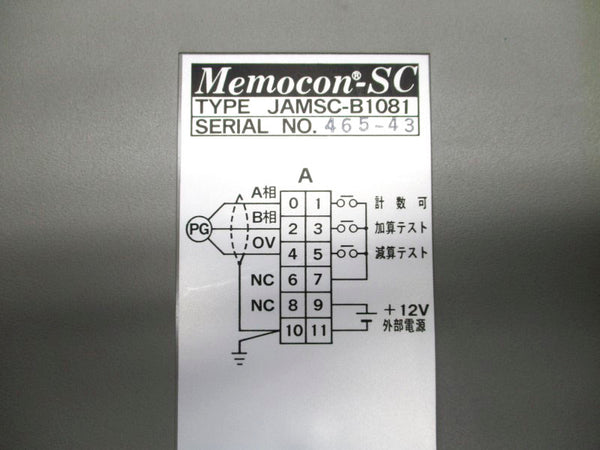 Memocon®-SC
TYPE JAMSC-B1081
SERIAL NO. 465-43
A
A相 0 1 計数可
B相 2 3 加算テスト
PG
OV 4 5 減算テスト
NC 6 7
NC 8 9 +12V
外部電源
10 11